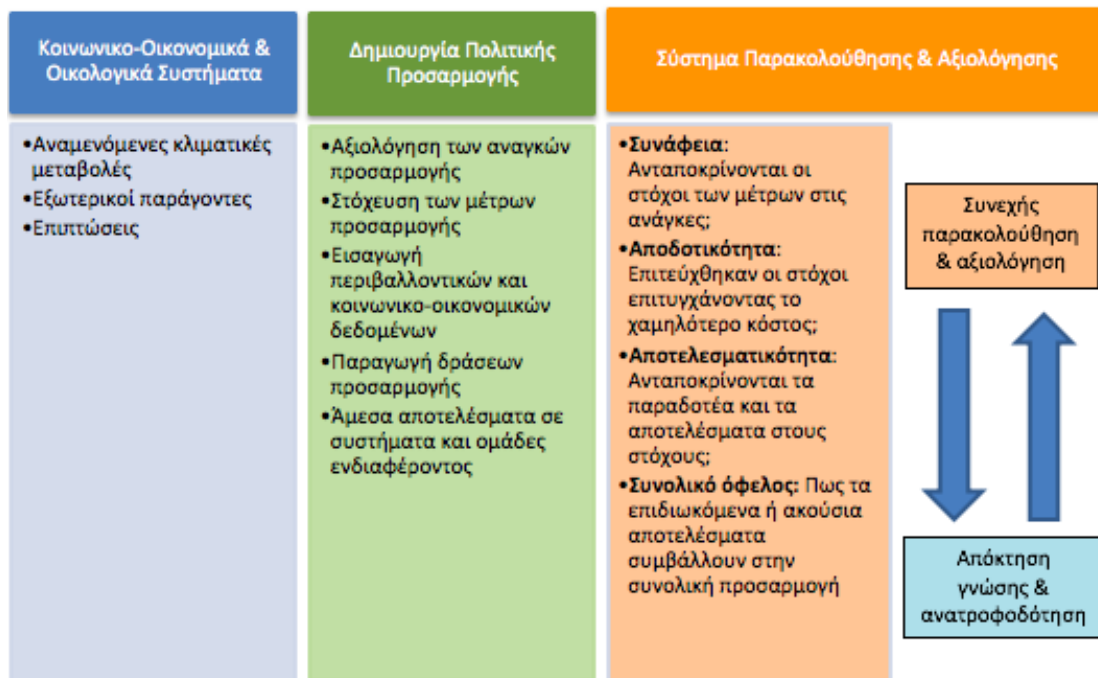 Κοινωνικο-Οικονομικά &
Οικολογικά Συστήματα
•Αναμενόμενες κλιματικές
μεταβολές
•Εξωτερικοί παράγοντες
•Επιπτώσεις
Δημιουργία Πολιτικής
Προσαρμογής
•Αξιολόγηση των αναγκών
προσαρμογής
•Στόχευση των μέτρων
προσαρμογής
•Εισαγωγή
περιβαλλοντικών και
κοινωνικο-οικονομικών
δεδομένων
•Παραγωγή δράσεων
προσαρμογής
•Άμεσα αποτελέσματα σε
συστήματα και ομάδες
ενδιαφέροντος
Σύστημα Παρακολούθησης & Αξιολόγησης
•Συνάφεια:
Ανταποκρίνονται οι
στόχοι των μέτρων στις
ανάγκες;
•Αποδοτικότητα:
Επιτεύχθηκαν οι στόχοι
επιτυγχάνοντας το
χαμηλότερο κόστος;
•Αποτελεσματικότητα:
Ανταποκρίνονται τα
παραδοτέα και τα
αποτελέσματα στους
στόχους;
•Συνολικό όφελος: Πως τα
επιδιωκόμενα ή ακούσια
αποτελέσματα
συμβάλλουν στην
συνολική προσαρμογή
Συνεχής
παρακολούθηση
& αξιολόγηση
Απόκτηση
γνώσης &
ανατροφοδότηση